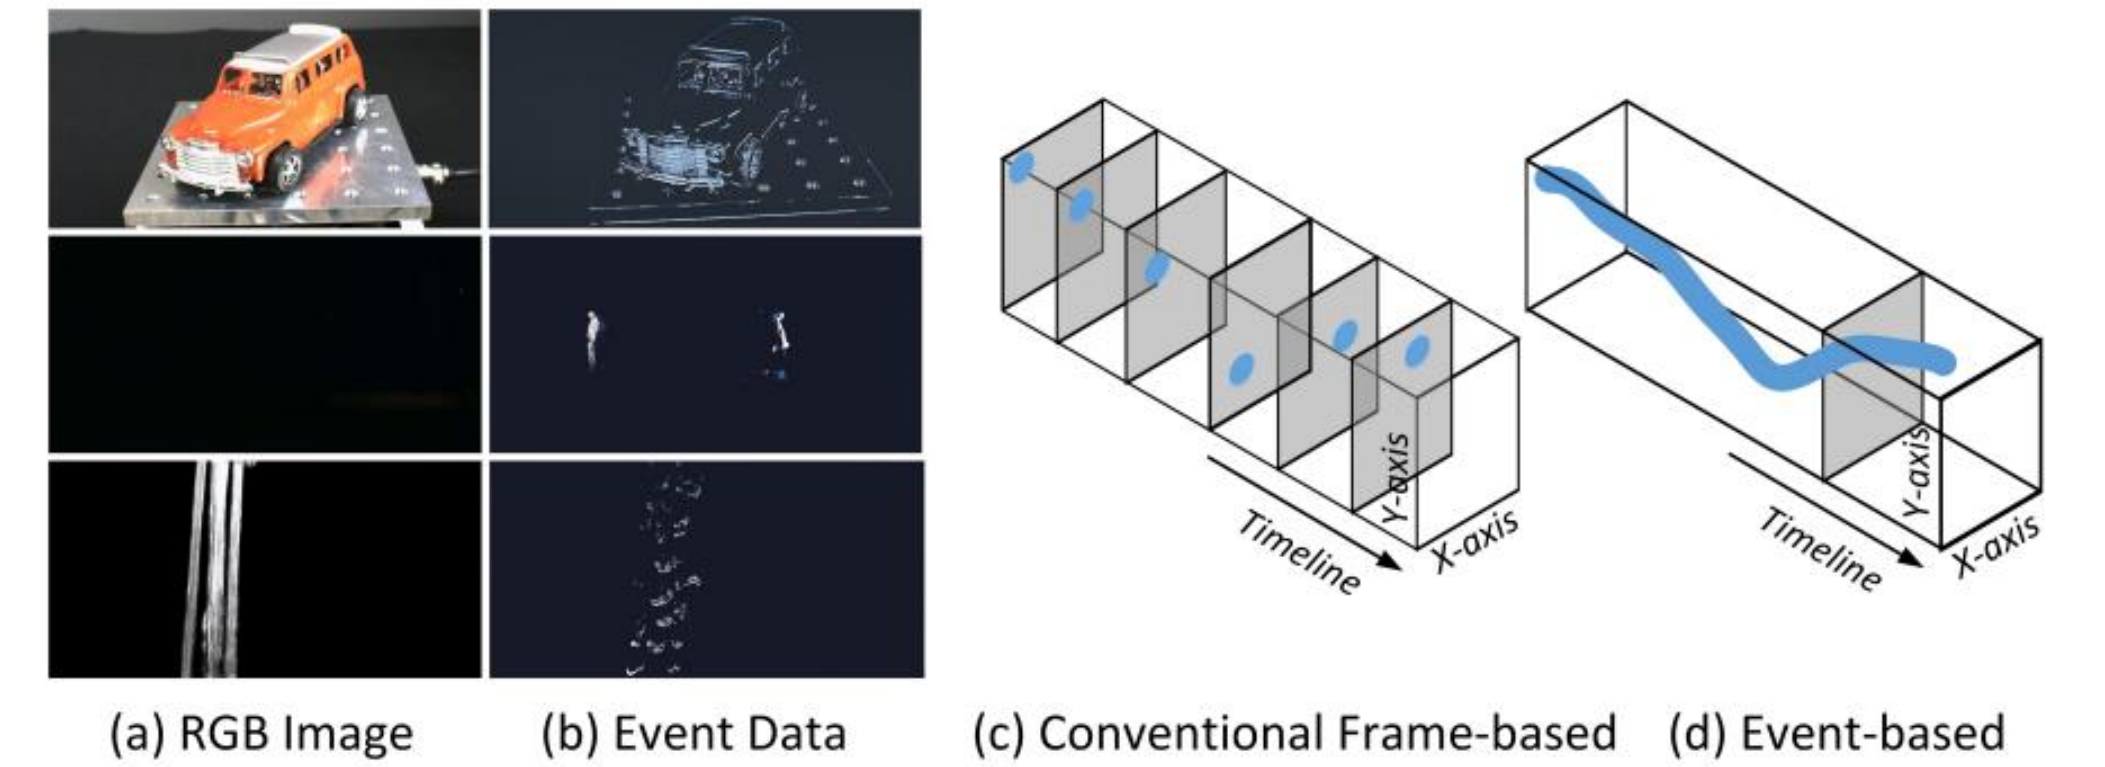 Y-axis
Timeline
X-axis
Y-axis
Timeline
X-axis
(a) RGB Image
(b) Event Data
(c) Conventional Frame-based
(d) Event-based